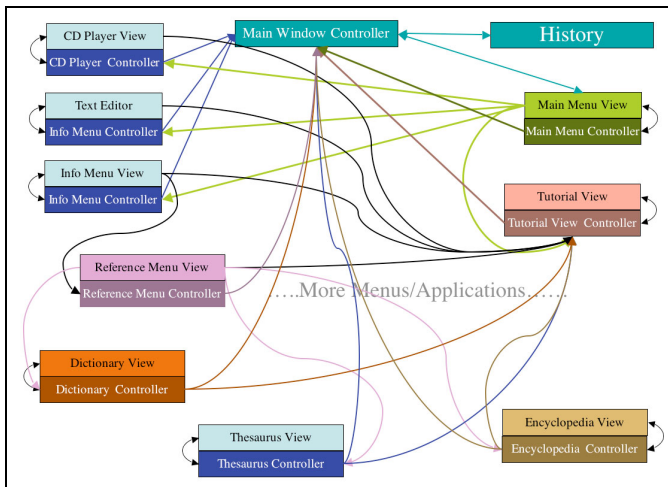 CD Player View
CD Player Controller
Main Window Controller
History
Text Editor
Info Menu Controller
Main Menu View
Main Menu Controller
Info Menu View
Info Menu Controller
Tutorial View
Tutorial View Controller
Reference Menu View
Reference Menu Controller
.....More Menus/Applications......
Dictionary View
Dictionary Controller
Thesaurus View
Thesaurus Controller
Encyclopedia View
Encyclopedia Controller